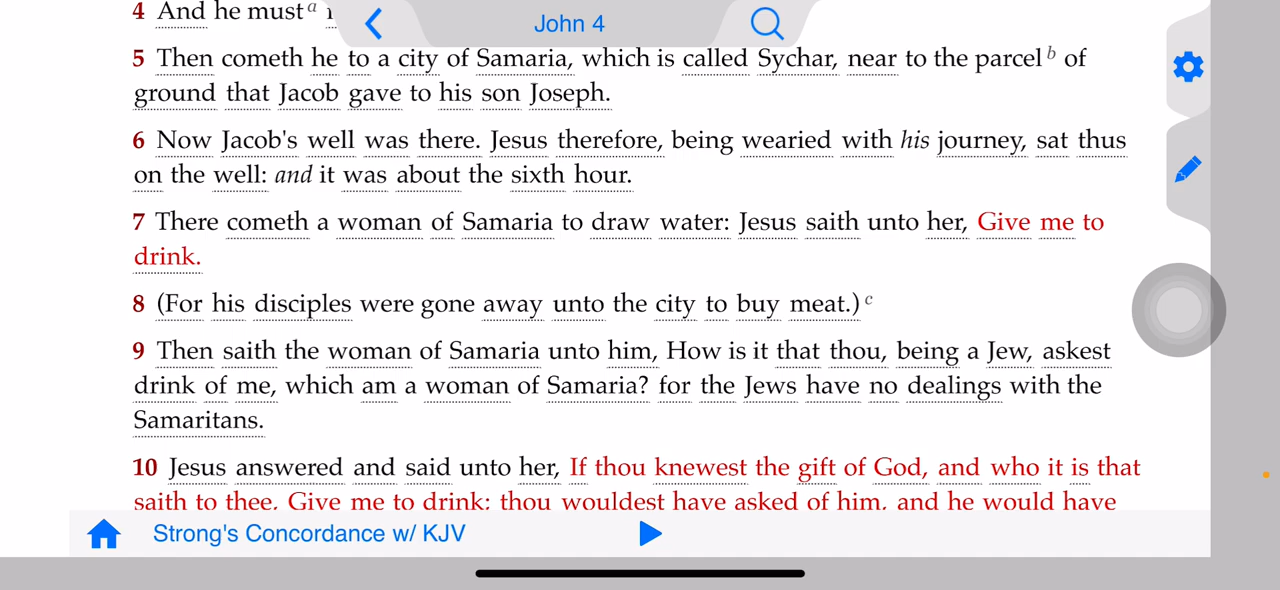 4 And he must a
John 4
5 Then cometh he to a city of Samaria, which is called Sychar, near to the parcel b of
ground that Jacob gave to his son Joseph.
6 Now Jacob's well was there. Jesus therefore, being wearied with his journey, sat thus
on the well: and it was about the sixth hour.
7 There cometh a woman of Samaria to draw water: Jesus saith unto her, Give me to
drink.
8 (For his disciples were gone away unto the city to buy meat.) c
9 Then saith the woman of Samaria unto him, How is it that thou, being a Jew, askest
drink of me, which am a woman of Samaria? for the Jews have no dealings with the
Samaritans.
10 Jesus answered and said unto her, If thou knewest the gift of God, and who it is that
saith to thee, Give me to drink; thou wouldest have asked of him, and he would have
Strong's Concordance w/ KJV